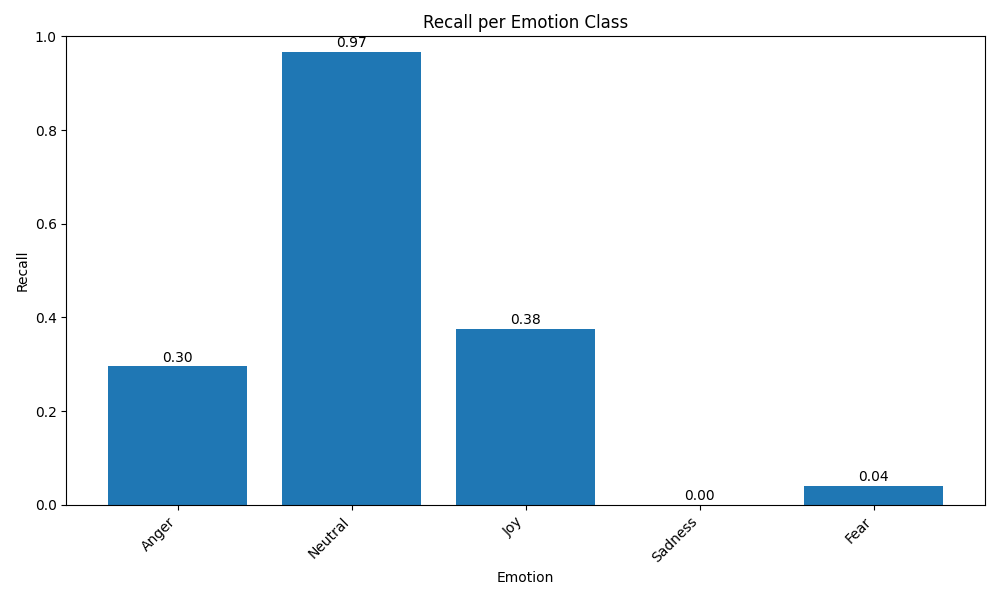 Recall per Emotion Class
1.0
0.8
0.6
0.4
0.2
0.0
Recall
0.30
0.97
0.38
0.00
0.04
Anger
Neutral
Joy
Sadness
Fear
Emotion